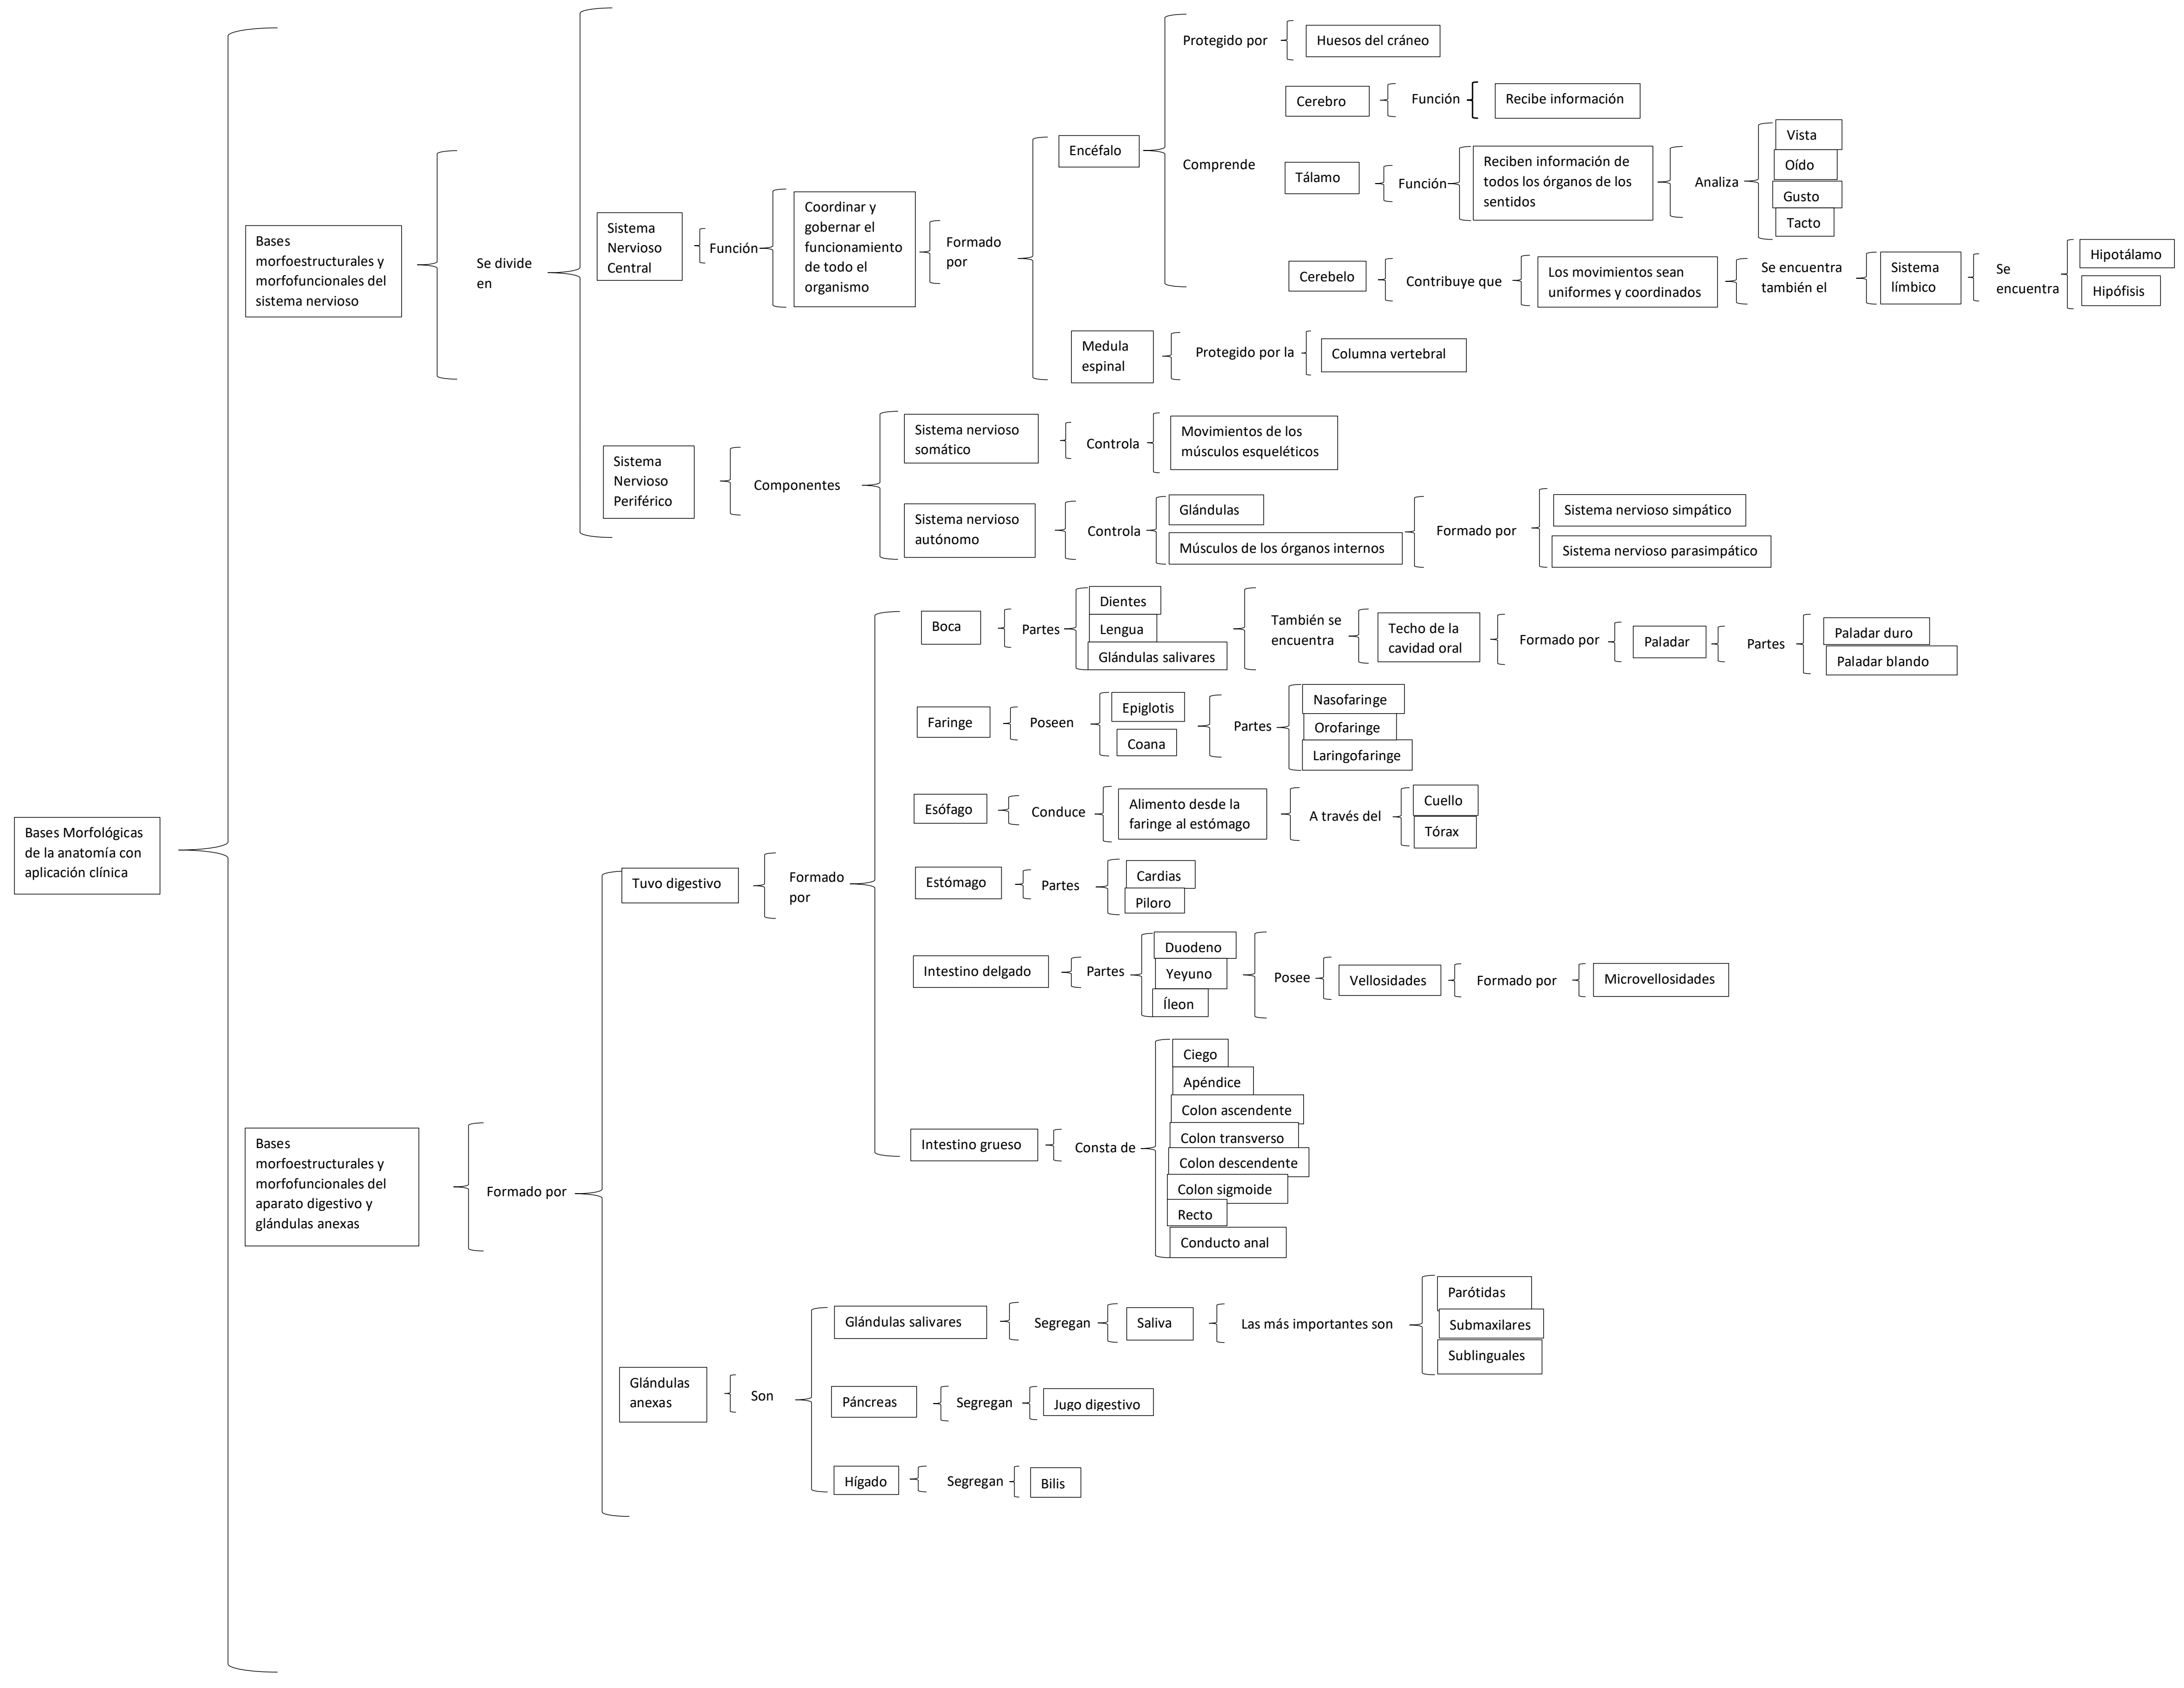 Bases Morfológicas
de la anatomía con
aplicación clínica
Bases
morfoestructurales y
morfofuncionales del
sistema nervioso
Se divide
en
Sistema
Nervioso
Central
Función
Coordinar y
gobernar el
funcionamiento
de todo el
organismo
Formado
por
Encéfalo
Protegido por
Huesos del cráneo
Comprende
Cerebro
Función
Recibe información
Tálamo
Función
Reciben información de
todos los órganos de los
sentidos
Analiza
Vista
Oído
Gusto
Tacto
Cerebelo
Contribuye que
Los movimientos sean
uniformes y coordinados
Se encuentra
también el
Sistema
límbico
Se
encuentra
Hipotálamo
Hipófisis
Medula
espinal
Protegido por la
Columna vertebral
Sistema
Nervioso
Periférico
Componentes
Sistema nervioso
somático
Controla
Movimientos de los
músculos esqueléticos
Sistema nervioso
autónomo
Controla
Glándulas
Músculos de los órganos internos
Formado por
Sistema nervioso simpático
Sistema nervioso parasimpático
Bases
morfoestructurales y
morfofuncionales del
aparato digestivo y
glándulas anexas
Formado por
Tuvo digestivo
Formado
por
Boca
Partes
Dientes
Lengua
Glándulas salivares
También se
encuentra
Techo de la
cavidad oral
Formado por
Paladar
Partes
Paladar duro
Paladar blando
Faringe
Poseen
Epiglotis
Coana
Partes
Nasofaringe
Orofaringe
Laringofaringe
Esófago
Conduce
Alimento desde la
faringe al estómago
A través del
Cuello
Tórax
Estómago
Partes
Cardias
Piloro
Intestino delgado
Partes
Duodeno
Yeyuno
Íleon
Posee
Vellosidades
Formado por
Microvellosidades
Intestino grueso
Consta de
Ciego
Apéndice
Colon ascendente
Colon transverso
Colon descendente
Colon sigmoide
Recto
Conducto anal
Glándulas
anexas
Son
Glándulas salivares
Segregan
Saliva
Las más importantes son
Parótidas
Submaxilares
Sublinguales
Páncreas
Segregan
Jugo digestivo
Hígado
Segregan
Bilis